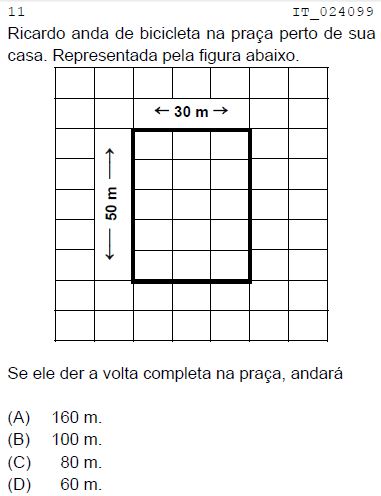 11 IT_024099
Ricardo anda de bicicleta na praça perto de sua
casa. Representada pela figura abaixo.
← 30 m →
← 50 m →
Se ele der a volta completa na praça, andará
(A) 160 m.
(B) 100 m.
(C) 80 m.
(D) 60 m.